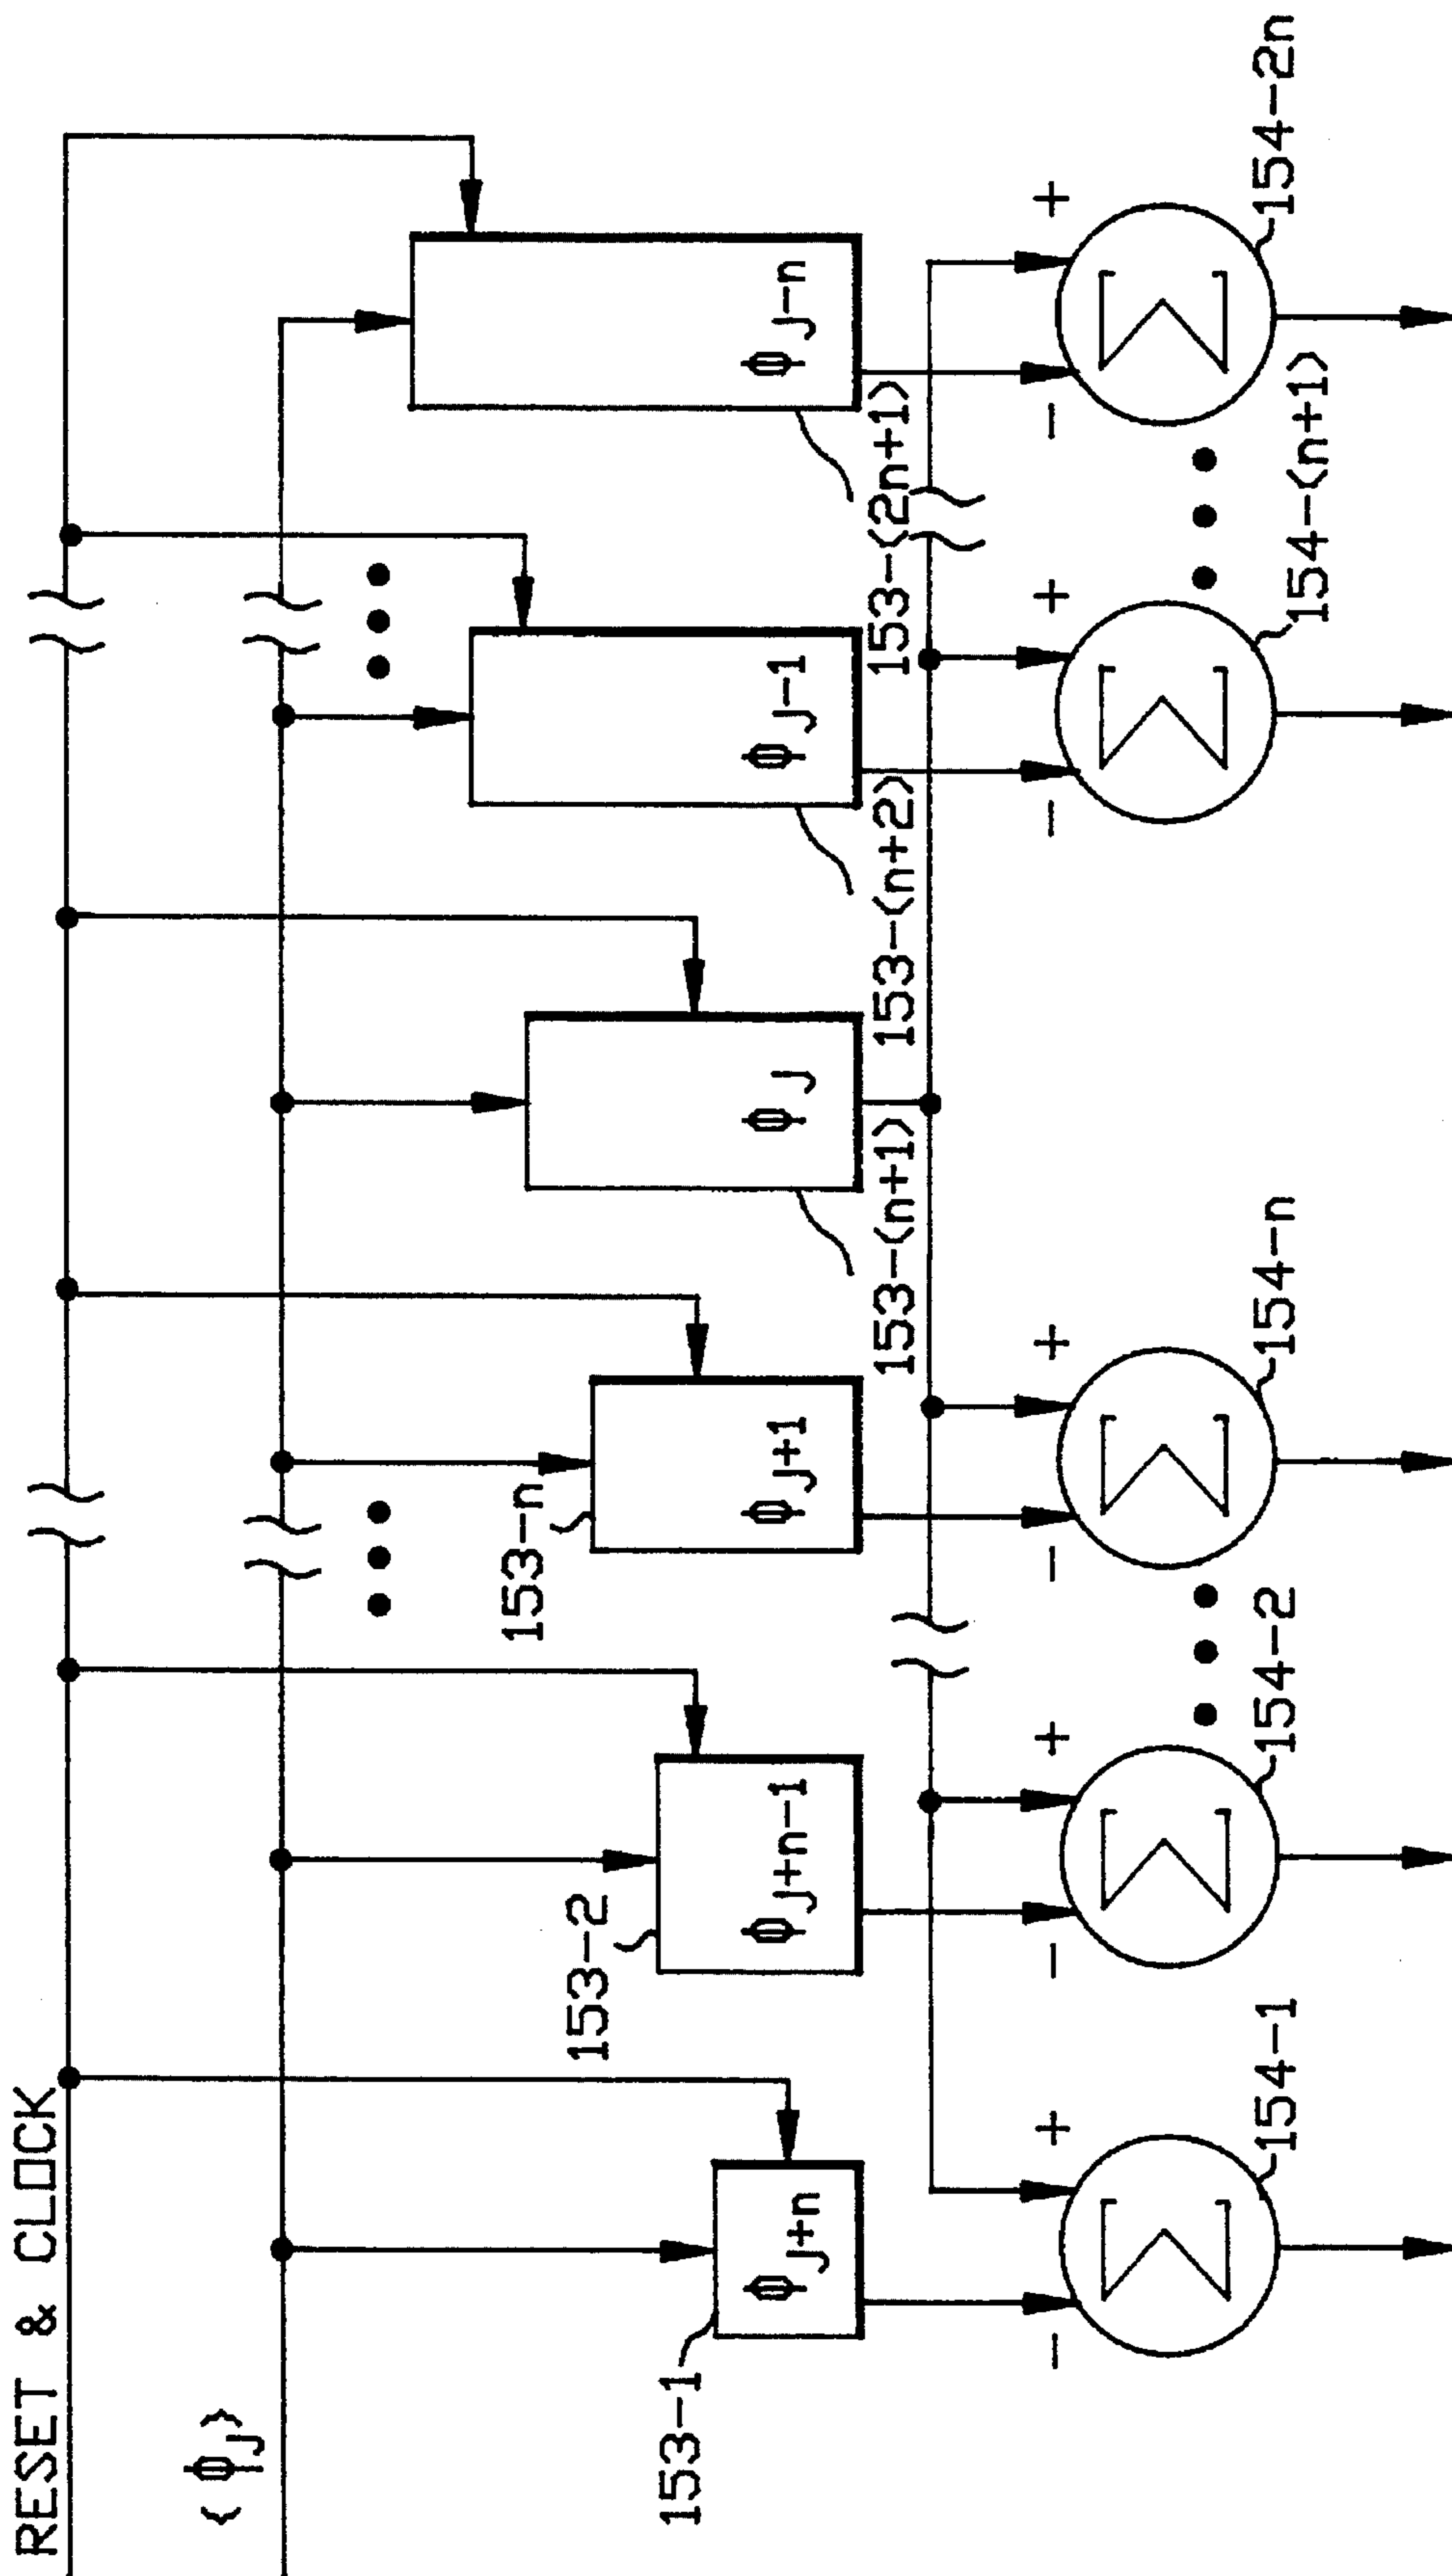 RESET & CLOCK
{ ϕj }
153-1
ϕj+n
153-2
ϕj+n-1
153-n
ϕj+1
153-(n+1)
ϕj
153-(n+2)
ϕj-1
153-(2n+1)
ϕj-n
- +
Σ
154-1
- +
Σ
154-2
- +
Σ
154-n
- +
Σ
154-(n+1)
- +
Σ
154-2n